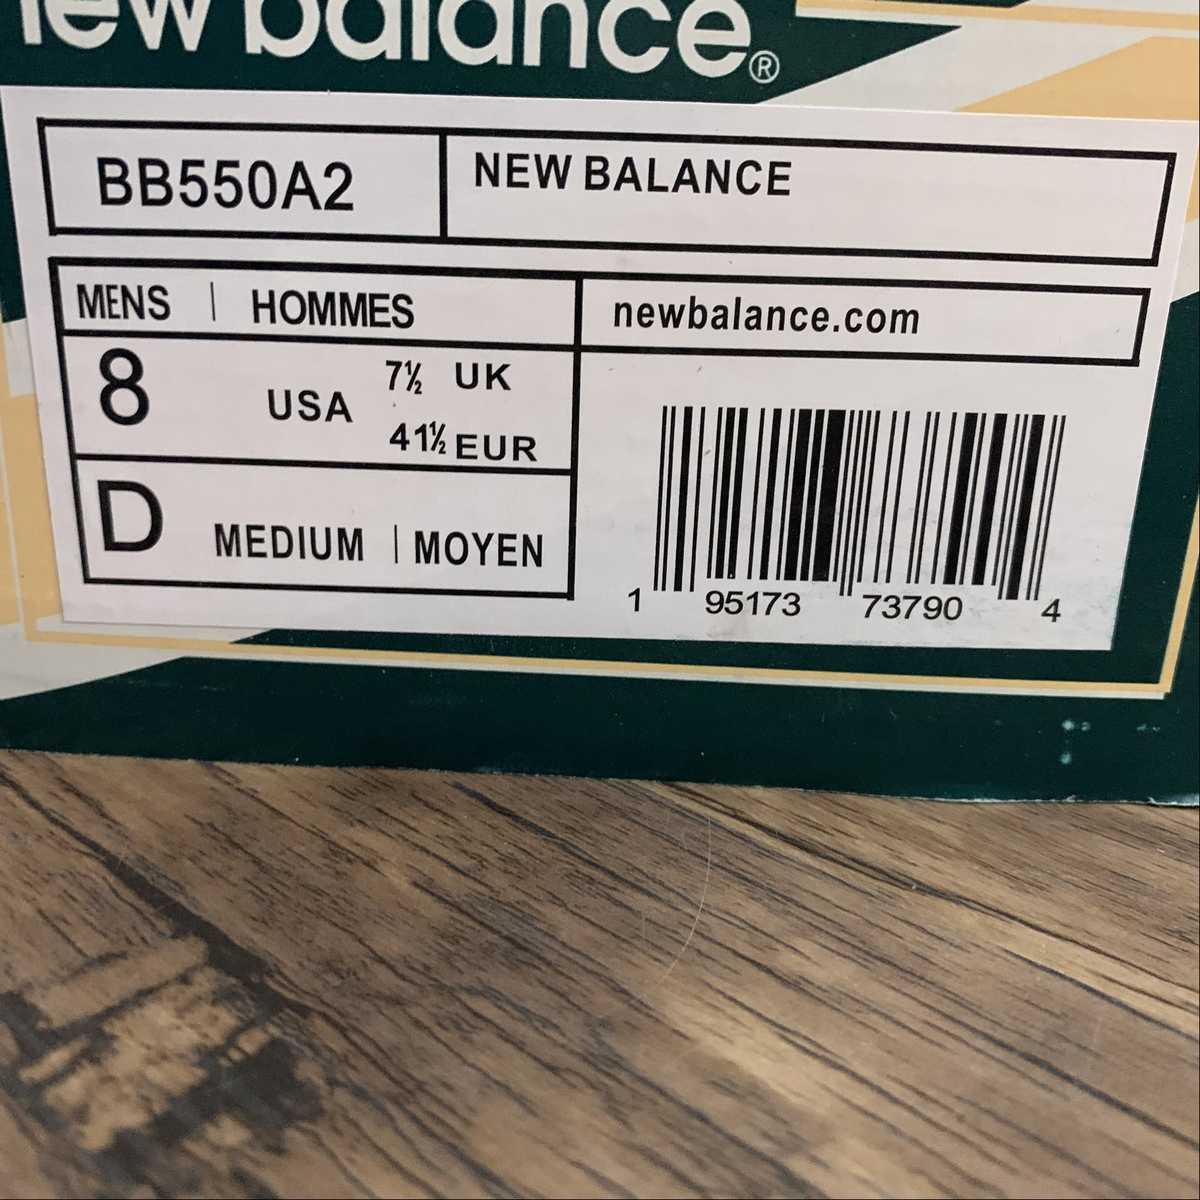 new balance®
BB550A2
NEW BALANCE
MENS | HOMMES
newbalance.com
8 USA 7½ UK
41½ EUR
D MEDIUM | MOYEN
1 95173 73790 4